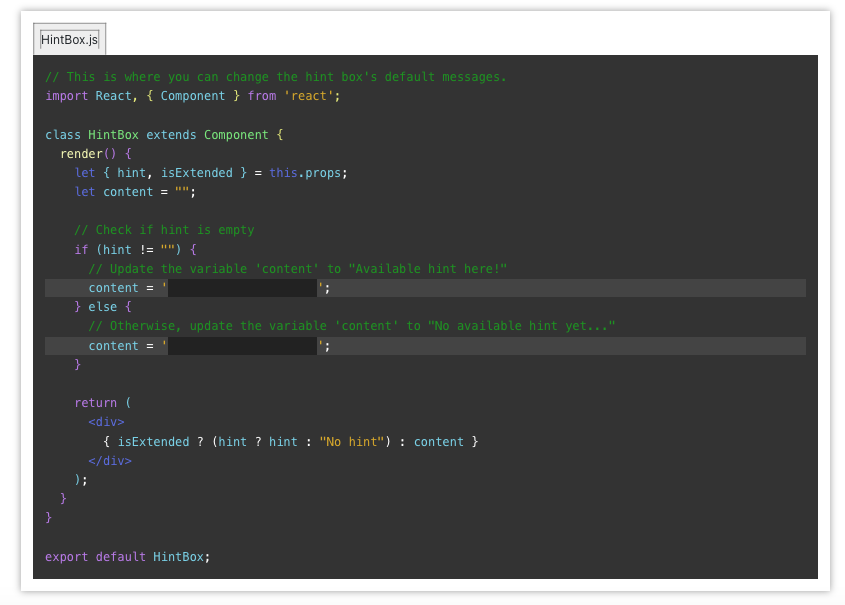 HintBox.js
// This is where you can change the hint box's default messages.
import React, { Component } from 'react';
class HintBox extends Component {
render() {
let { hint, isExtended } = this.props;
let content = "";
// Check if hint is empty
if (hint != "") {
// Update the variable 'content' to "Available hint here!"
content = '                    ';
} else {
// Otherwise, update the variable 'content' to "No available hint yet..."
content = '                    ';
}
return (
<div>
{ isExtended ? (hint ? hint : "No hint") : content }
</div>
);
}
}
export default HintBox;